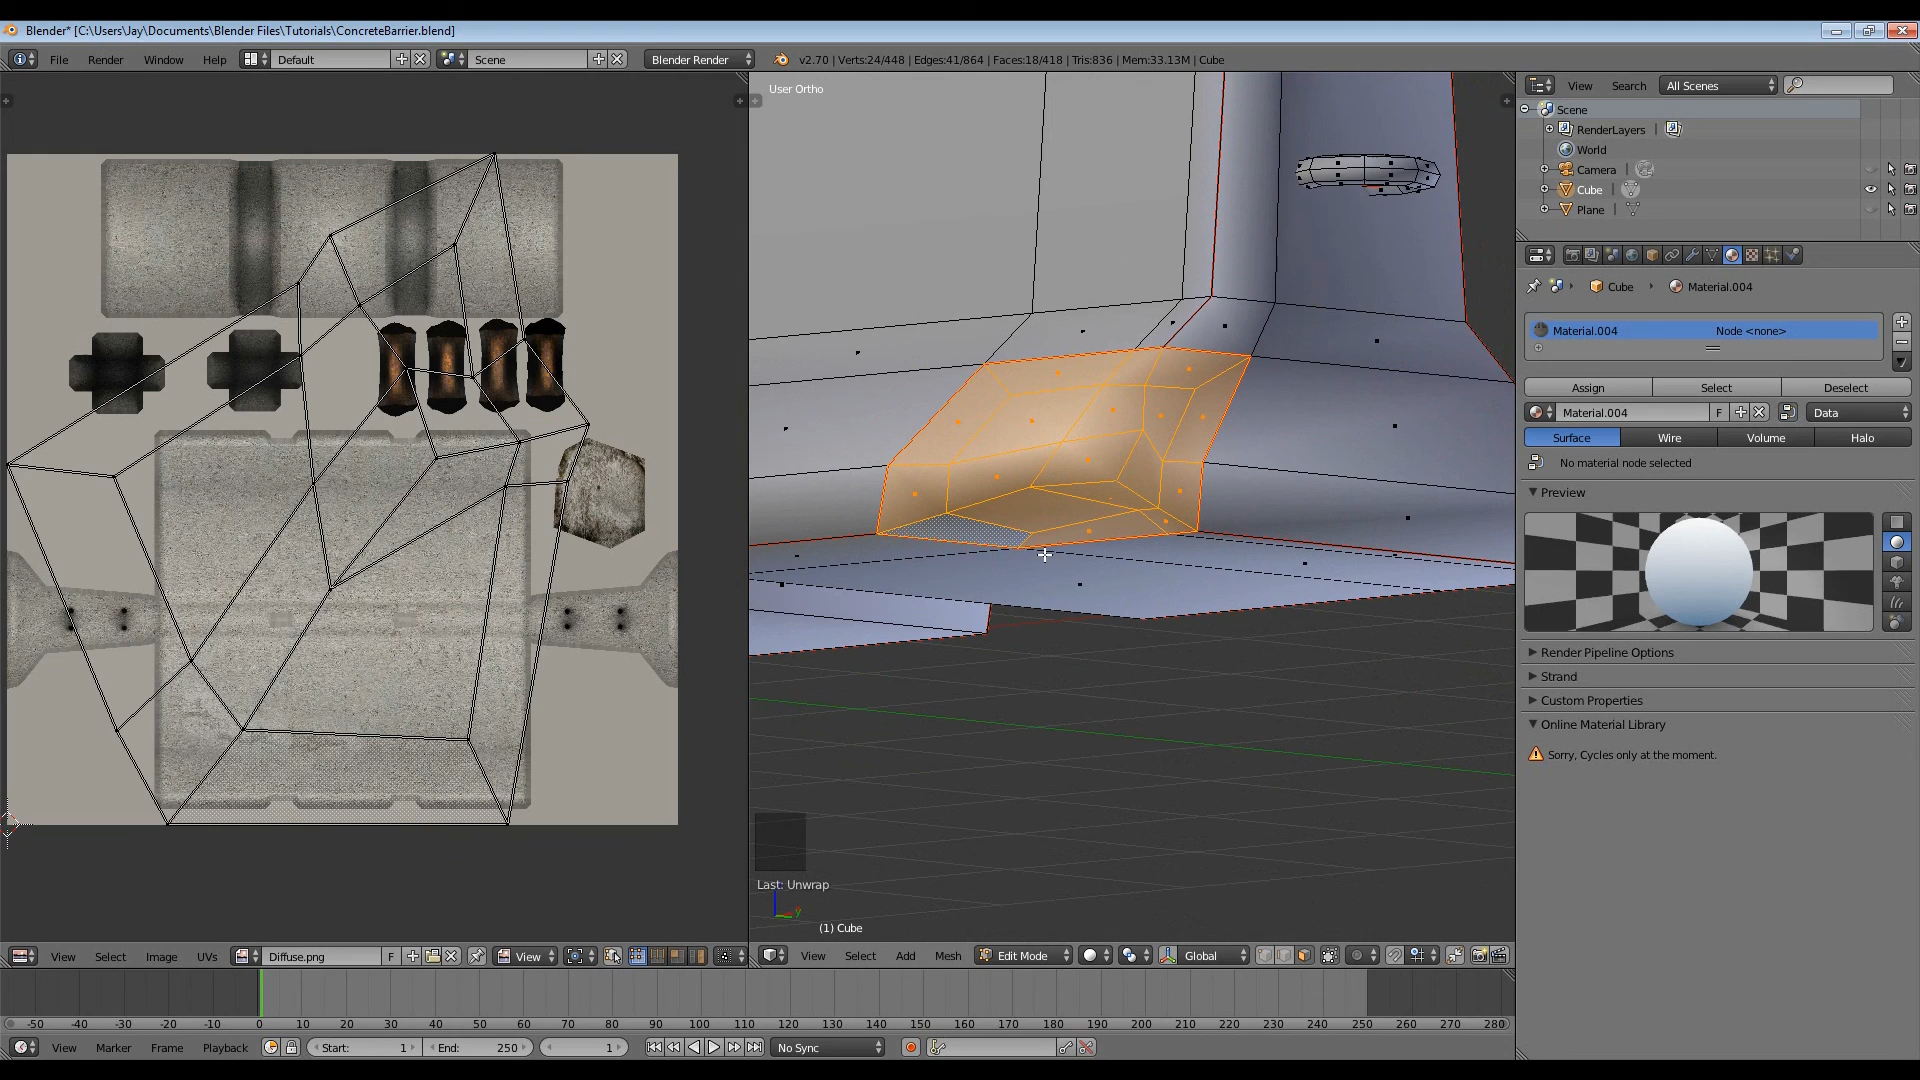 Blender* [C:\Users\Jay\Documents\Blender Files\Tutorials\ConcreteBarrier.blend]
File Render Window Help Default Scene Blender Render v2.70 | Verts:24/448 | Edges:41/864 | Faces:18/418 | Tris:836 | Mem:33.13M | Cube
User Ortho
View Search All Scenes
Scene
RenderLayers
World
Camera
Cube
Plane
Cube Material.004
Material.004 Node <none>
Assign Select Deselect
Material.004 F Data
Surface Wire Volume Halo
No material node selected
Preview
Render Pipeline Options
Strand
Custom Properties
Online Material Library
Sorry, Cycles only at the moment.
Last: Unwrap
y
(1) Cube
View Select Image UVs Diffuse.png F View
View Select Add Mesh Edit Mode Global
-50 -40 -30 -20 -10 0 10 20 30 40 50 60 70 80 90 100 110 120 130 140 150 160 170 180 190 200 210 220 230 240 250 260 270 280
View Marker Frame Playback Start: 1 End: 250 1 No Sync